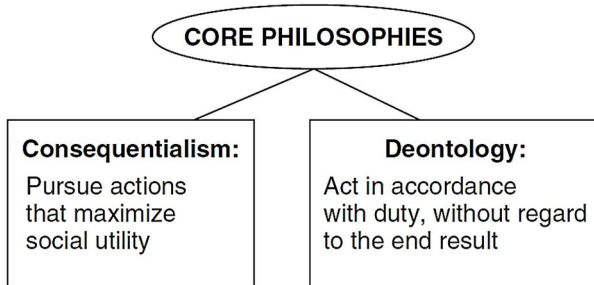 CORE PHILOSOPHIES
Consequentialism:
Pursue actions
that maximize
social utility
Deontology:
Act in accordance
with duty, without regard
to the end result